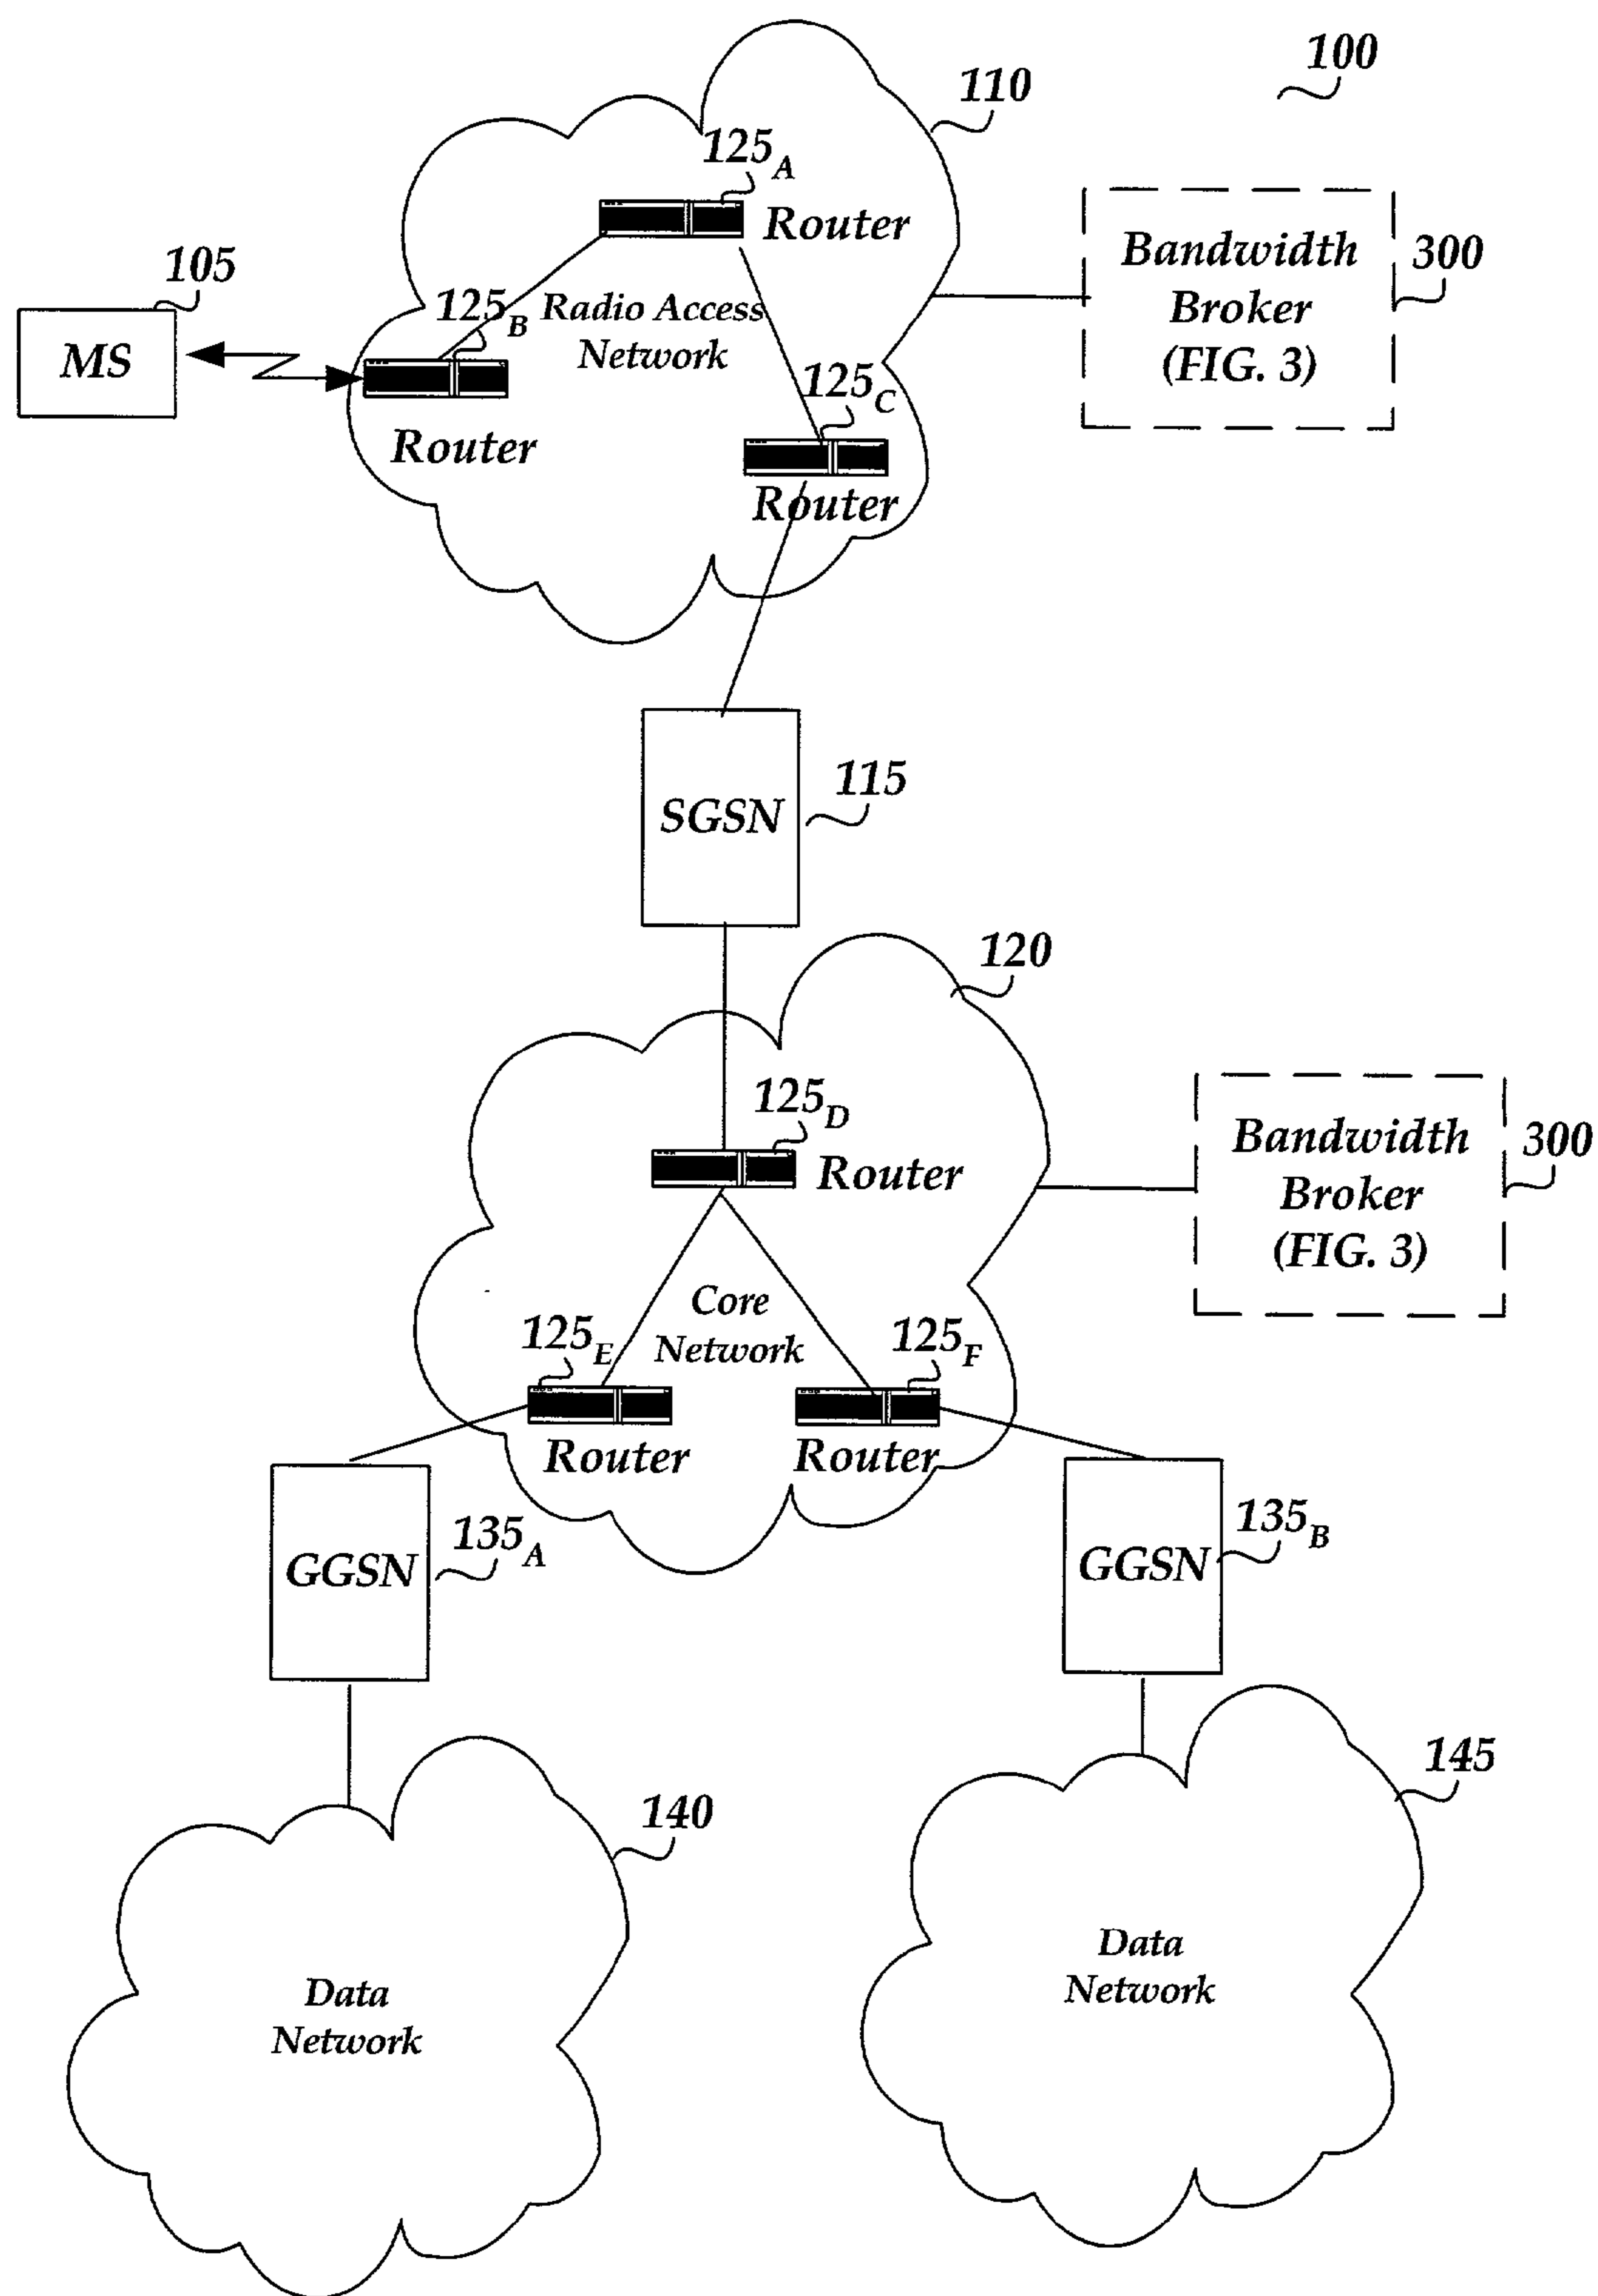 100
110
125A
Router
Bandwidth
Broker
(FIG. 3)
300
105
MS
125B
Radio Access
Network
Router
125C
Router
SGSN
115
120
125D
Router
Bandwidth
Broker
(FIG. 3)
300
Core
Network
125E
Router
125F
Router
GGSN
135A
GGSN
135B
140
Data
Network
145
Data
Network